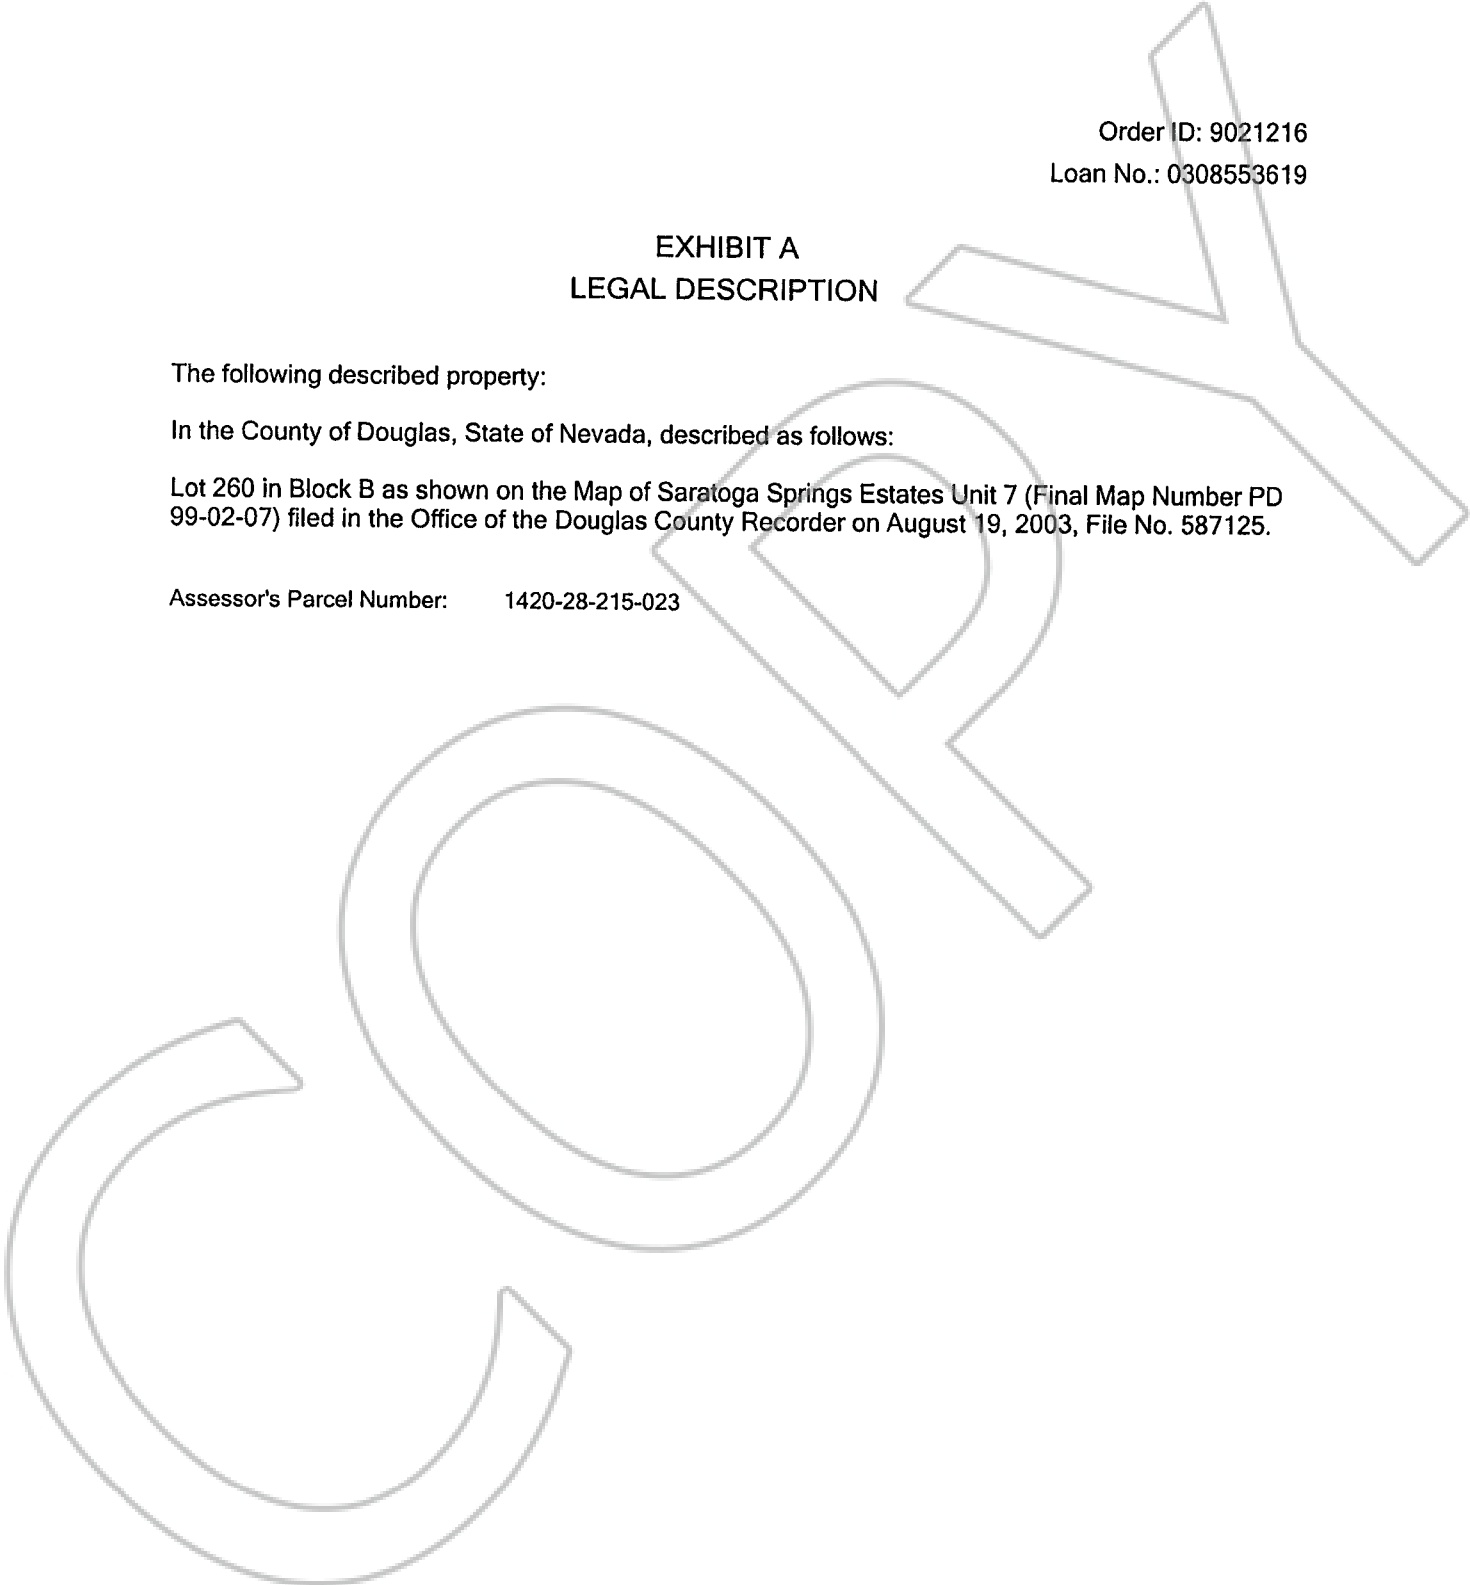 Order ID: 9021216
Loan No.: 0308553619
EXHIBIT A
LEGAL DESCRIPTION
The following described property:
In the County of Douglas, State of Nevada, described as follows:
Lot 260 in Block B as shown on the Map of Saratoga Springs Estates Unit 7 (Final Map Number PD
99-02-07) filed in the Office of the Douglas County Recorder on August 19, 2003, File No. 587125.
Assessor's Parcel Number: 1420-28-215-023
COPY